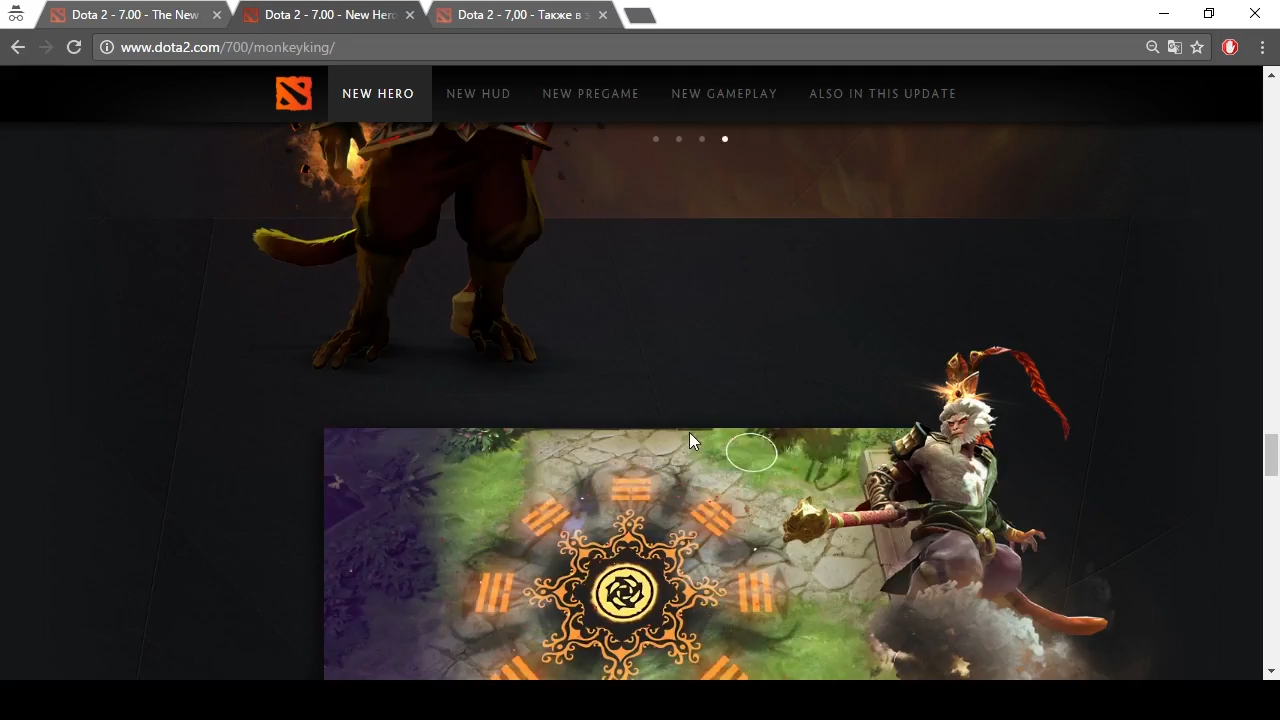 Dota 2 - 7.00 - The New
Dota 2 - 7.00 - New Hero
Dota 2 - 7,00 - Также в э
www.dota2.com/700/monkeyking/
NEW HERO NEW HUD NEW PREGAME NEW GAMEPLAY ALSO IN THIS UPDATE